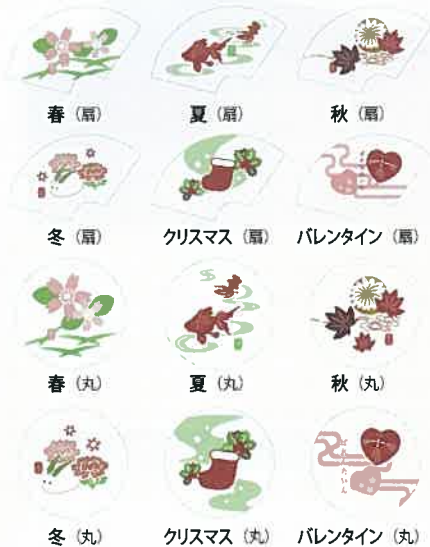 春（扇） 夏（扇） 秋（扇）
冬（扇） クリスマス（扇） バレンタイン（扇）
春（丸） 夏（丸） 秋（丸）
冬（丸） クリスマス（丸） バレンタイン（丸）